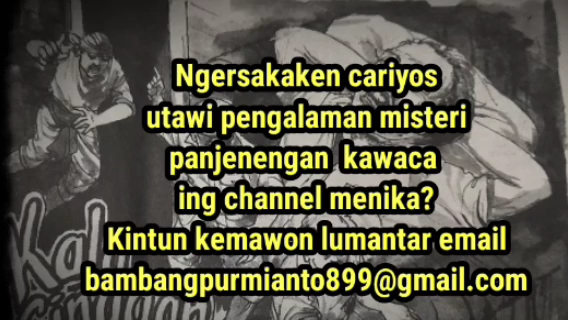 Ngersakaken cariyos
utawi pengalaman misteri
panjenengan kawaca
ing channel menika?
Kintun kemawon lumantar email
bambangpurmianto899@gmail.com